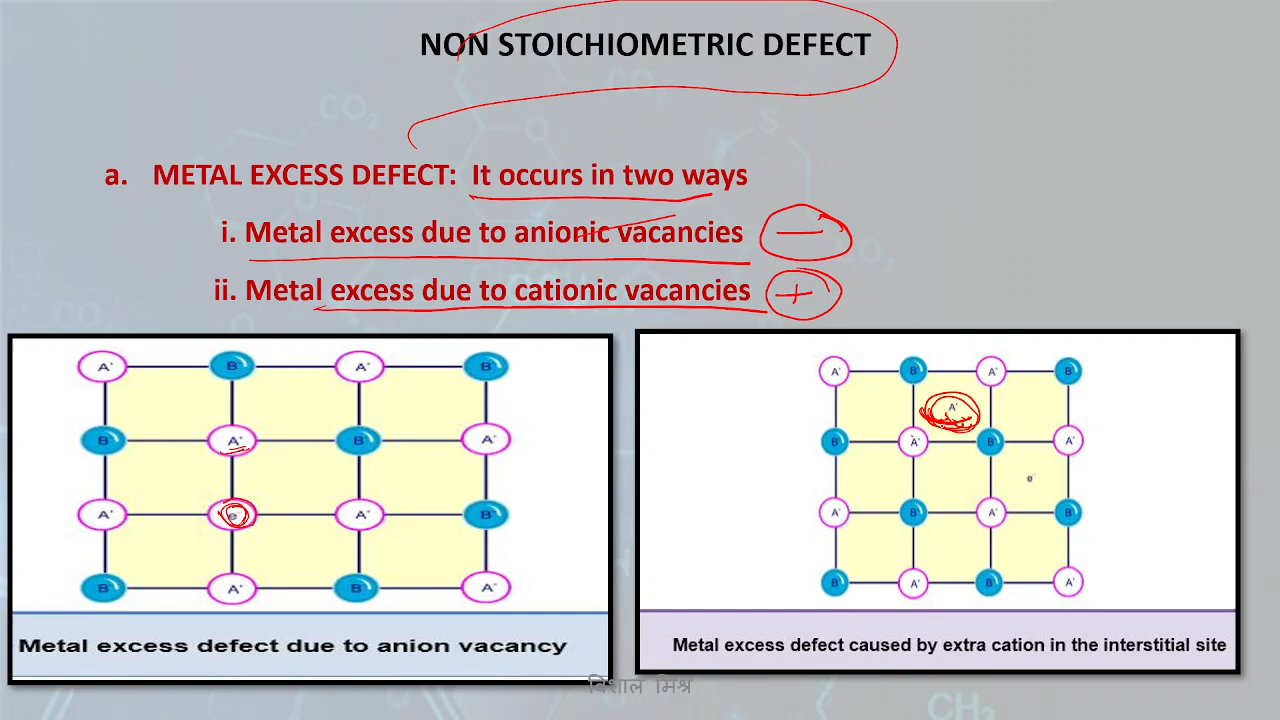 NON STOICHIOMETRIC DEFECT
a. METAL EXCESS DEFECT: It occurs in two ways
i. Metal excess due to anionic vacancies −
ii. Metal excess due to cationic vacancies +
A⁺ B⁻ A⁺ B⁻
B⁻ A⁺ B⁻ A⁺
A⁺ e⁻ A⁺ B⁻
B⁻ A⁺ B⁻ A⁺
Metal excess defect due to anion vacancy
A⁺ B⁻ A⁺ B⁻
A⁺
B⁻ A⁺ B⁻ A⁺
e⁻
A⁺ B⁻ A⁺ B⁻
B⁻ A⁺ B⁻ A⁺
Metal excess defect caused by extra cation in the interstitial site
विशाल मिश्र
CO₂
O
S
CH₃